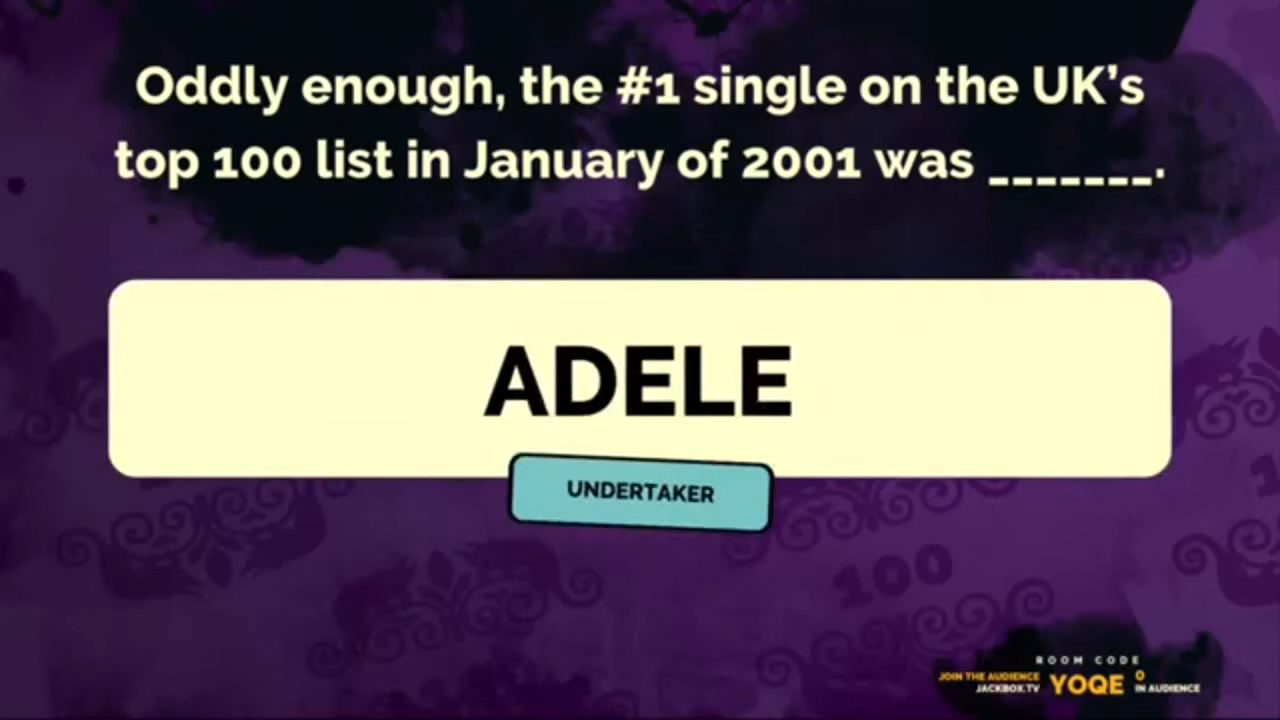 Oddly enough, the #1 single on the UK’s
top 100 list in January of 2001 was _______.
ADELE
UNDERTAKER
100
ROOM CODE
JOIN THE AUDIENCE
JACKBOX.TV
YOQE
0
IN AUDIENCE